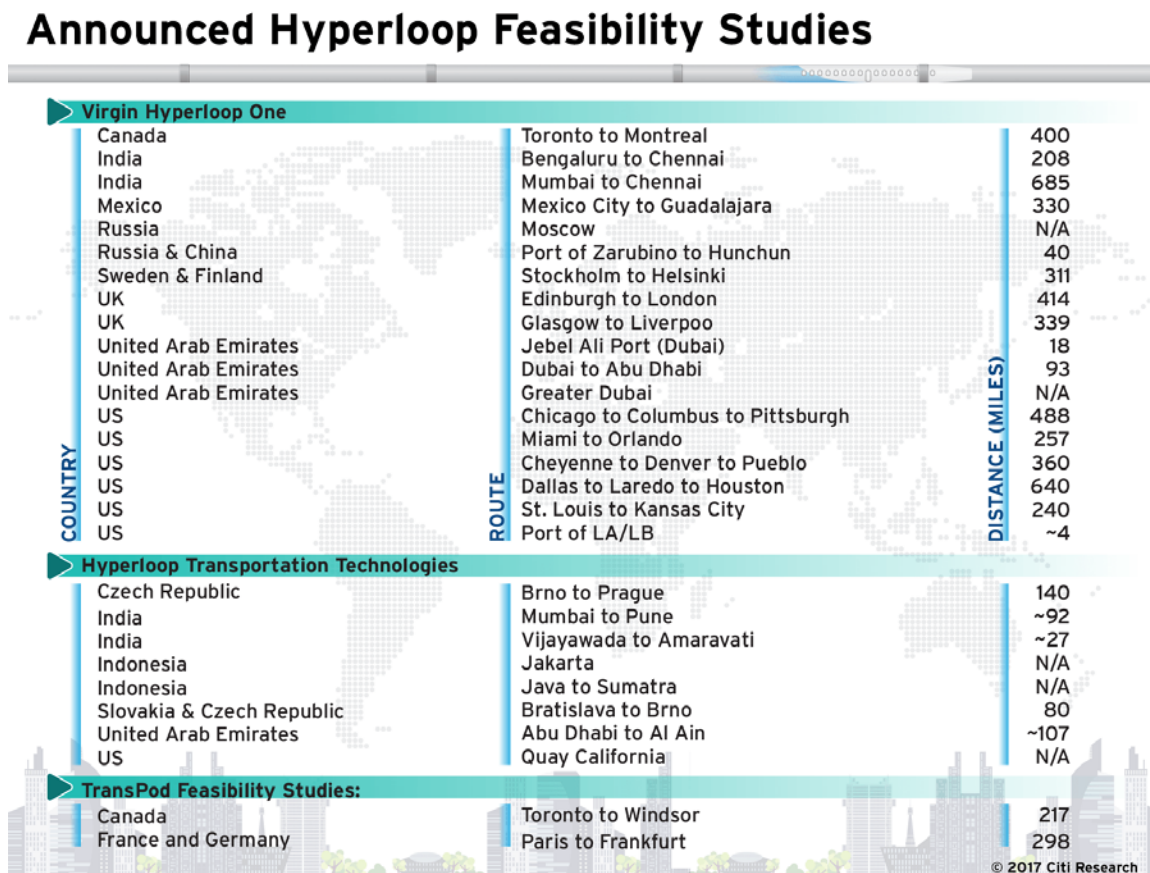 Announced Hyperloop Feasibility Studies
Virgin Hyperloop One
COUNTRY ROUTE DISTANCE (MILES)
Canada Toronto to Montreal 400
India Bengaluru to Chennai 208
India Mumbai to Chennai 685
Mexico Mexico City to Guadalajara 330
Russia Moscow N/A
Russia & China Port of Zarubino to Hunchun 40
Sweden & Finland Stockholm to Helsinki 311
UK Edinburgh to London 414
UK Glasgow to Liverpoo 339
United Arab Emirates Jebel Ali Port (Dubai) 18
United Arab Emirates Dubai to Abu Dhabi 93
United Arab Emirates Greater Dubai N/A
US Chicago to Columbus to Pittsburgh 488
US Miami to Orlando 257
US Cheyenne to Denver to Pueblo 360
US Dallas to Laredo to Houston 640
US St. Louis to Kansas City 240
US Port of LA/LB ~4
Hyperloop Transportation Technologies
Czech Republic Brno to Prague 140
India Mumbai to Pune ~92
India Vijayawada to Amaravati ~27
Indonesia Jakarta N/A
Indonesia Java to Sumatra N/A
Slovakia & Czech Republic Bratislava to Brno 80
United Arab Emirates Abu Dhabi to Al Ain ~107
US Quay California N/A
TransPod Feasibility Studies:
Canada Toronto to Windsor 217
France and Germany Paris to Frankfurt 298
© 2017 Citi Research